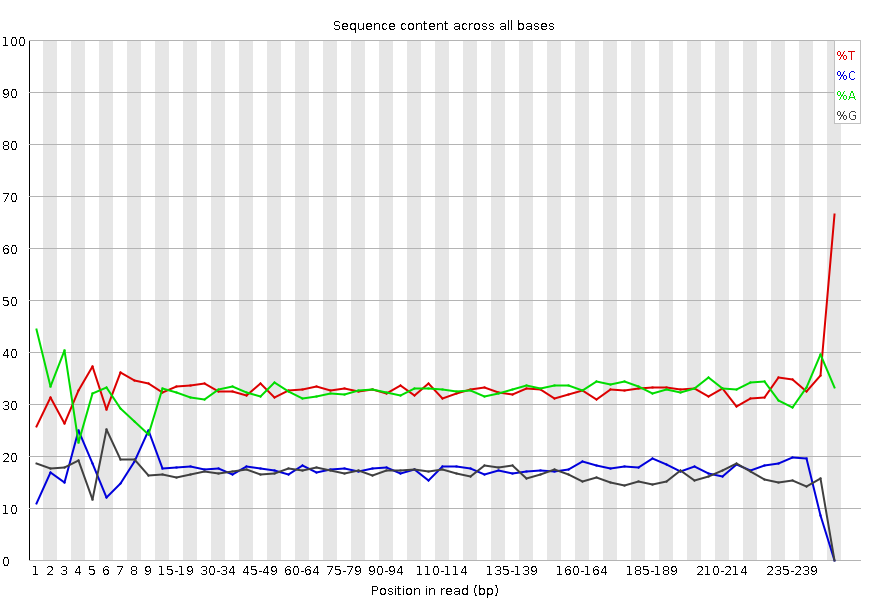 Sequence content across all bases
100
90
80
70
60
50
40
30
20
10
0
%T
%C
%A
%G
1 2 3 4 5 6 7 8 9 15-19 30-34 45-49 60-64 75-79 90-94 110-114 135-139 160-164 185-189 210-214 235-239
Position in read (bp)